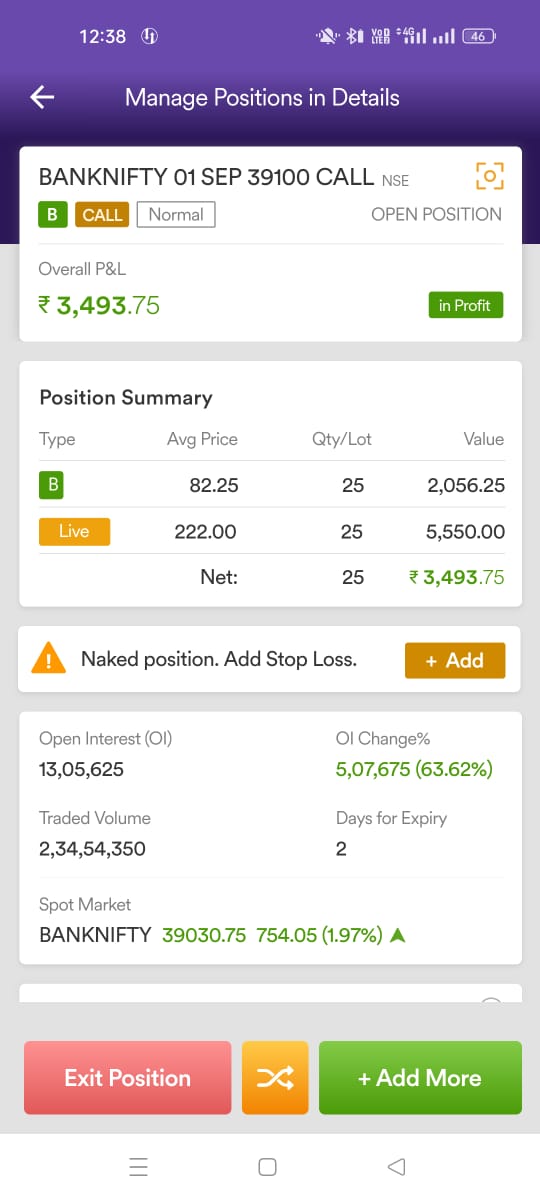 12:38
VoD LTED 4G 46
Manage Positions in Details
BANKNIFTY 01 SEP 39100 CALL NSE
B CALL Normal OPEN POSITION
Overall P&L
₹ 3,493.75 in Profit
Position Summary
Type Avg Price Qty/Lot Value
B 82.25 25 2,056.25
Live 222.00 25 5,550.00
Net: 25 ₹ 3,493.75
Naked position. Add Stop Loss. + Add
Open Interest (OI) OI Change%
13,05,625 5,07,675 (63.62%)
Traded Volume Days for Expiry
2,34,54,350 2
Spot Market
BANKNIFTY 39030.75 754.05 (1.97%)
Exit Position + Add More